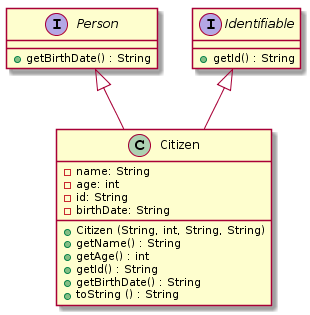 I Person
getBirthDate() : String
I Identifiable
getId() : String
C Citizen
name: String
age: int
id: String
birthDate: String
Citizen (String, int, String, String)
getName() : String
getAge() : int
getId() : String
getBirthDate() : String
toString () : String